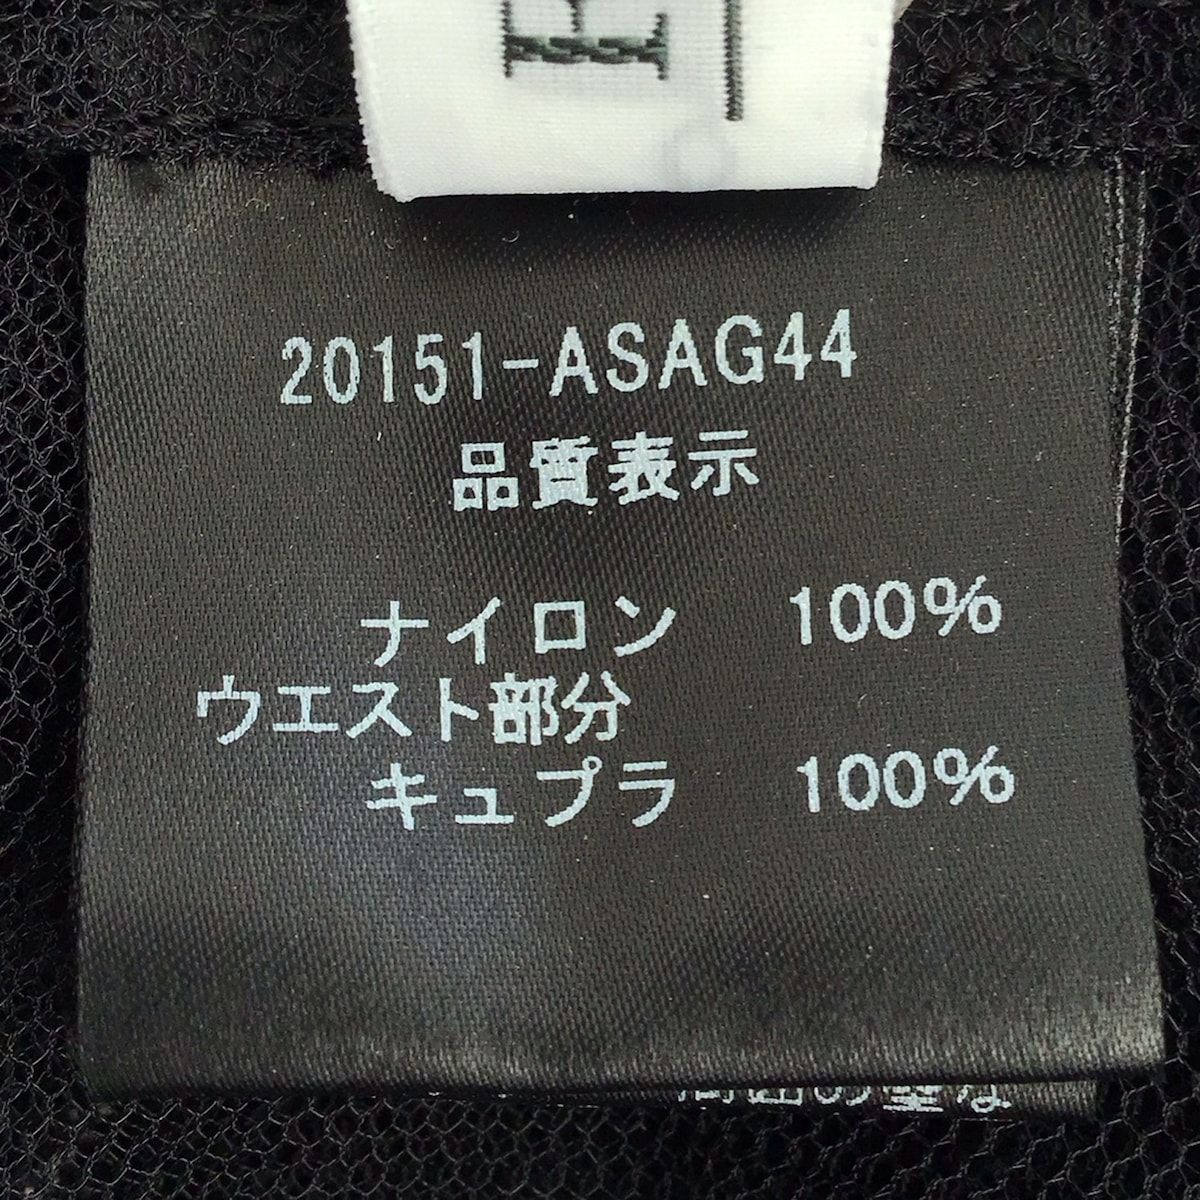 20151-ASAG44
品質表示
ナイロン 100%
ウエスト部分
キュプラ 100%